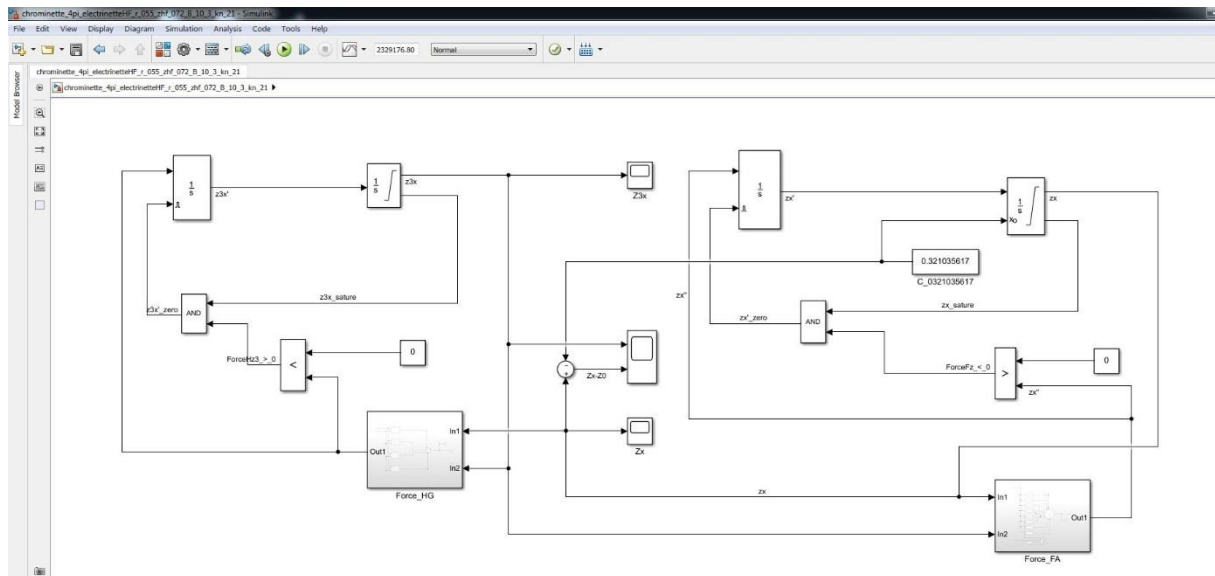 chrominette_4pi_electrinetteHF_r_055_zhf_072_B_10_3_kn_21 - Simulink
File Edit View Display Diagram Simulation Analysis Code Tools Help
2329176.80 Normal
Model Browser
chrominette_4pi_electrinetteHF_r_055_zhf_072_B_10_3_kn_21
chrominette_4pi_electrinetteHF_r_055_zhf_072_B_10_3_kn_21
1
s
z3x'
1
s
z3x
Z3x
1
s
zx'
1
s
xo
zx
0.321035617
C_0321035617
z3x_sature
z3x'_zero
AND
ForceHz3_>_0
<
0
zx"
zx_sature
zx'_zero
AND
ForceFz_<_0
>
0
zx"
Zx-Z0
Zx
Out1
In1
In2
Force_HG
zx
In1
In2
Out1
Force_FA